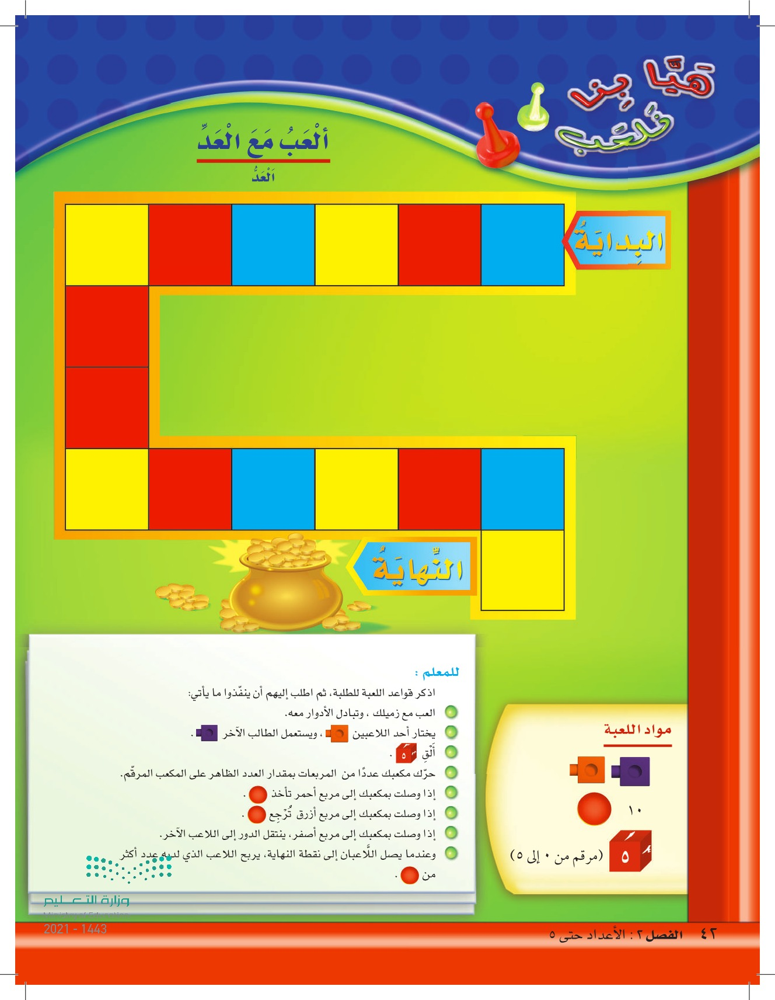 هَيَّا بِنا
نَلعَب
أَلْعَبُ مَعَ الْعَدِّ
اَلْعَدُّ
البِدايَةُ
النِّهايَةُ
للمعلم :
اذكر قواعد اللعبة للطلبة، ثم اطلب إليهم أن ينفّذوا ما يأتي:
العب مع زميلك ، وتبادل الأدوار معه.
يختار أحد اللاعبين ، ويستعمل الطالب الآخر .
أَلْقِ ٥ .
حرّك مكعبك عددًا من المربعات بمقدار العدد الظاهر على المكعب المرقّم.
إذا وصلت بمكعبك إلى مربع أحمر تأخذ .
إذا وصلت بمكعبك إلى مربع أزرق تُرْجِع .
إذا وصلت بمكعبك إلى مربع أصفر، ينتقل الدور إلى اللاعب الآخر.
وعندما يصل اللَّاعبان إلى نقطة النهاية، يربح اللاعب الذي لديه عدد أكثر
من .
مواد اللعبة
١٠
٥ (مرقم من ٠ إلى ٥)
وزارة التعليم
Ministry of Education
2021 - 1443
٤٢ الفصل ٢ : الأعداد حتى ٥